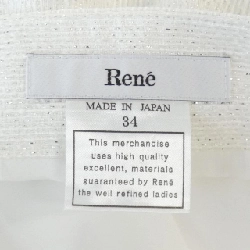 René
MADE IN JAPAN
34
This merchandise
uses high quality
excellent, materials
guaranteed by René
the well refined ladies